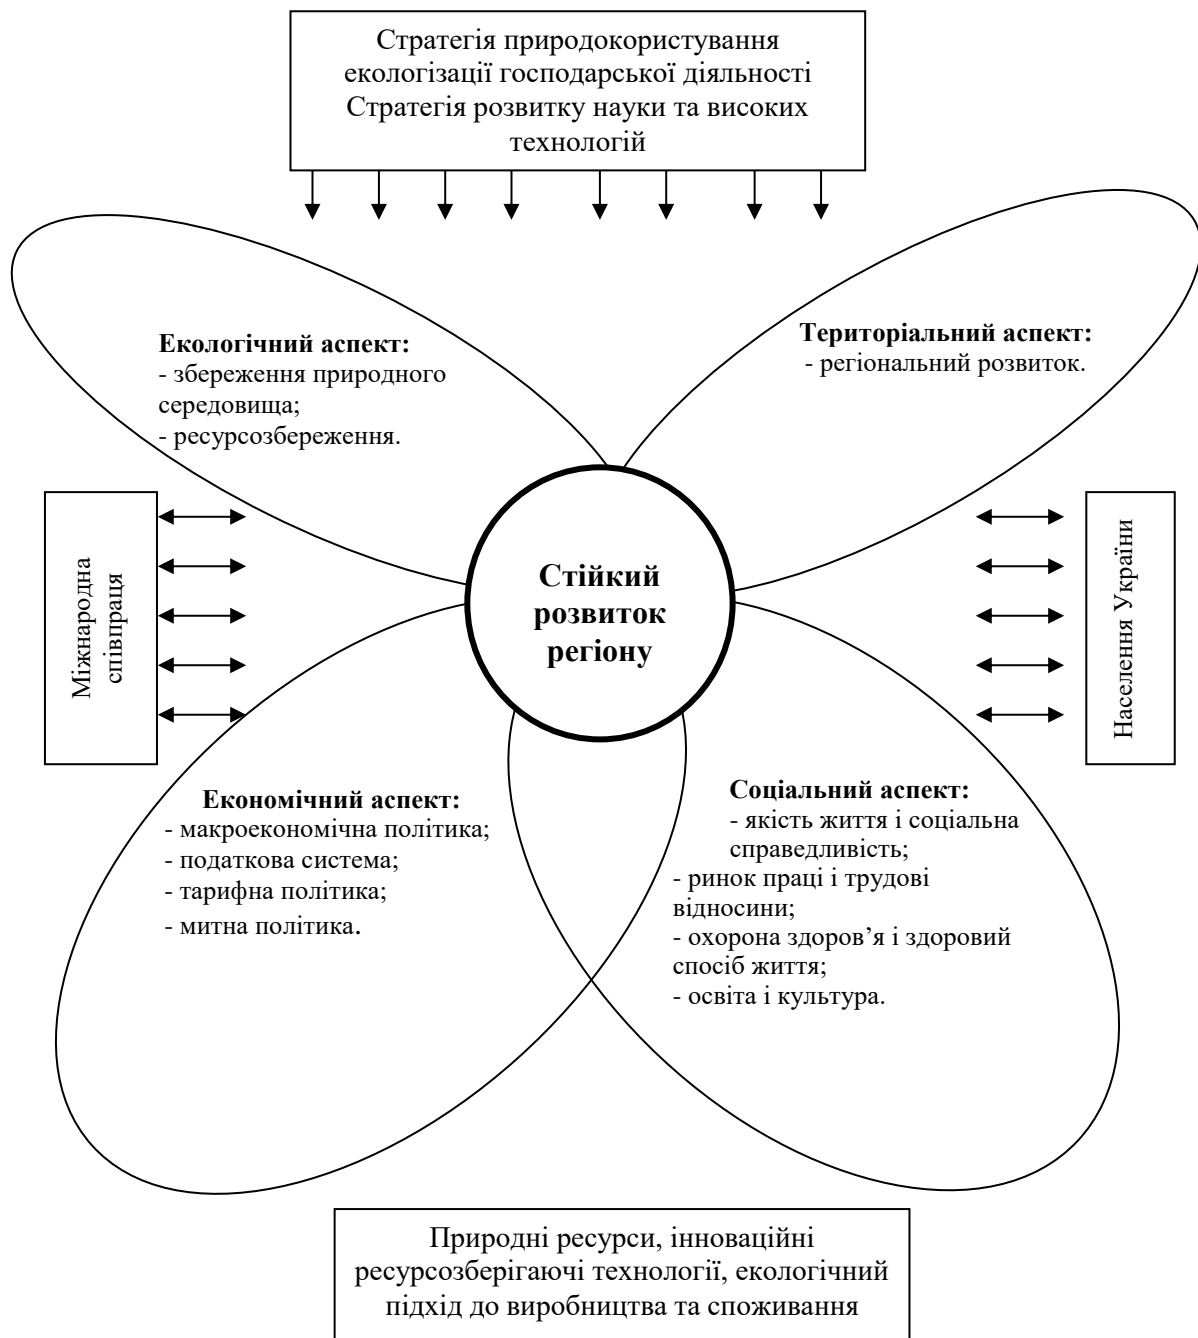 Стратегія природокористування
екологізації господарської діяльності
Стратегія розвитку науки та високих
технологій
Екологічний аспект:
- збереження природного
середовища;
- ресурсозбереження.
Територіальний аспект:
- регіональний розвиток.
Міжнародна
співпраця
Стійкий
розвиток
регіону
Населення України
Економічний аспект:
- макроекономічна політика;
- податкова система;
- тарифна політика;
- митна політика.
Соціальний аспект:
- якість життя і соціальна
справедливість;
- ринок праці і трудові
відносини;
- охорона здоров’я і здоровий
спосіб життя;
- освіта і культура.
Природні ресурси, інноваційні
ресурсозберігаючі технології, екологічний
підхід до виробництва та споживання